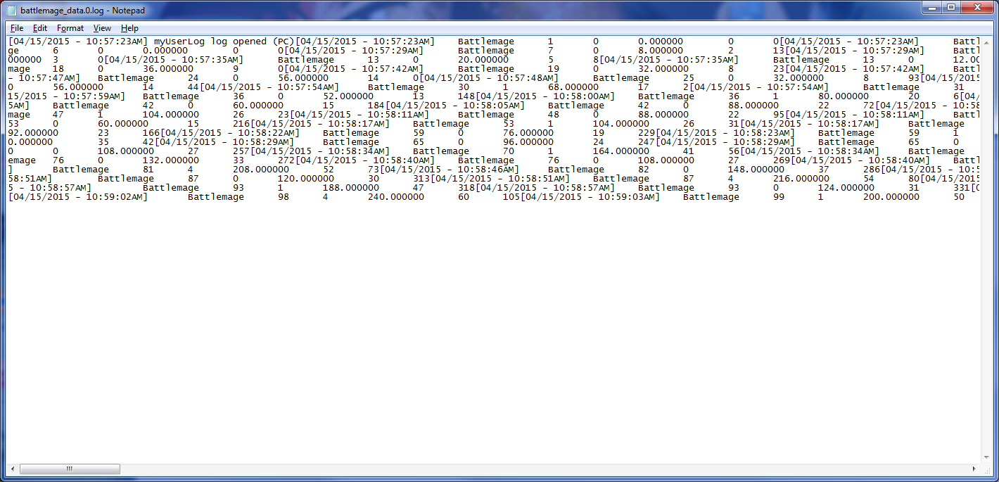 battlemage_data.0.log - Notepad
File Edit Format View Help
[04/15/2015 - 10:57:23AM] myUserLog log opened (PC)[04/15/2015 - 10:57:23AM] Battlemage 1 0 0.000000 0 0[04/15/2015 - 10:57:23AM] Battl
ge 6 0 0.000000 0 0[04/15/2015 - 10:57:29AM] Battlemage 7 0 8.000000 2 13[04/15/2015 - 10:57:29AM] Battl
000000 3 0[04/15/2015 - 10:57:35AM] Battlemage 13 0 20.000000 5 8[04/15/2015 - 10:57:35AM] Battlemage 13 0 12.00
mage 18 0 36.000000 9 0[04/15/2015 - 10:57:42AM] Battlemage 19 0 32.000000 8 23[04/15/2015 - 10:57:42AM] Battl
- 10:57:47AM] Battlemage 24 0 56.000000 14 0[04/15/2015 - 10:57:48AM] Battlemage 25 0 32.000000 8 93[04/15/2015
0 56.000000 14 44[04/15/2015 - 10:57:54AM] Battlemage 30 1 68.000000 17 2[04/15/2015 - 10:57:54AM] Battlemage 31
15/2015 - 10:57:59AM] Battlemage 36 0 52.000000 13 148[04/15/2015 - 10:58:00AM] Battlemage 36 1 80.000000 20 6[04/
5AM] Battlemage 42 0 60.000000 15 184[04/15/2015 - 10:58:05AM] Battlemage 42 0 88.000000 22 72[04/15/2015 - 10:58
mage 47 1 104.000000 26 23[04/15/2015 - 10:58:11AM] Battlemage 48 0 88.000000 22 95[04/15/2015 - 10:58:11AM] Battl
53 0 60.000000 15 216[04/15/2015 - 10:58:17AM] Battlemage 53 1 104.000000 26 31[04/15/2015 - 10:58:17AM] Battlemage
92.000000 23 166[04/15/2015 - 10:58:22AM] Battlemage 59 0 76.000000 19 229[04/15/2015 - 10:58:23AM] Battlemage 59 1
0.000000 35 42[04/15/2015 - 10:58:29AM] Battlemage 65 0 96.000000 24 247[04/15/2015 - 10:58:29AM] Battlemage 65 0
0 0 108.000000 27 257[04/15/2015 - 10:58:34AM] Battlemage 70 1 164.000000 41 56[04/15/2015 - 10:58:34AM] Battlemage
emage 76 0 132.000000 33 272[04/15/2015 - 10:58:40AM] Battlemage 76 0 108.000000 27 269[04/15/2015 - 10:58:40AM] Battl
] Battlemage 81 4 208.000000 52 73[04/15/2015 - 10:58:46AM] Battlemage 82 0 148.000000 37 286[04/15/2015 - 10:5
58:51AM] Battlemage 87 0 120.000000 30 313[04/15/2015 - 10:58:51AM] Battlemage 87 4 216.000000 54 80[04/15/2015
5 - 10:58:57AM] Battlemage 93 1 188.000000 47 318[04/15/2015 - 10:58:57AM] Battlemage 93 0 124.000000 31 331[0
[04/15/2015 - 10:59:02AM] Battlemage 98 4 240.000000 60 105[04/15/2015 - 10:59:03AM] Battlemage 99 1 200.000000 50